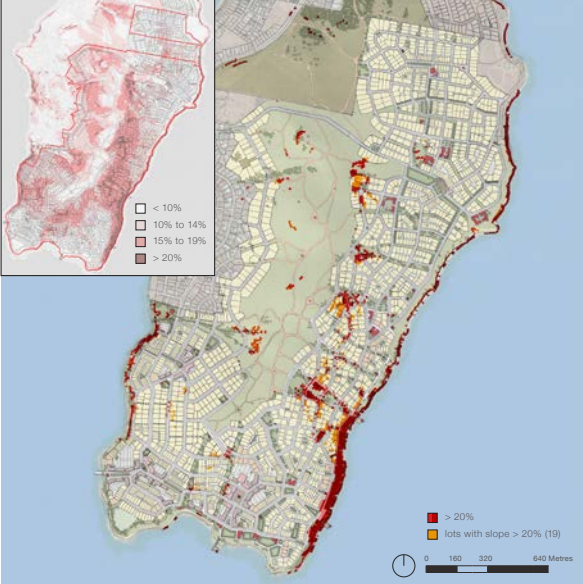 < 10%
10% to 14%
15% to 19%
> 20%
> 20%
lots with slope > 20% (19)
0 160 320 640 Metres